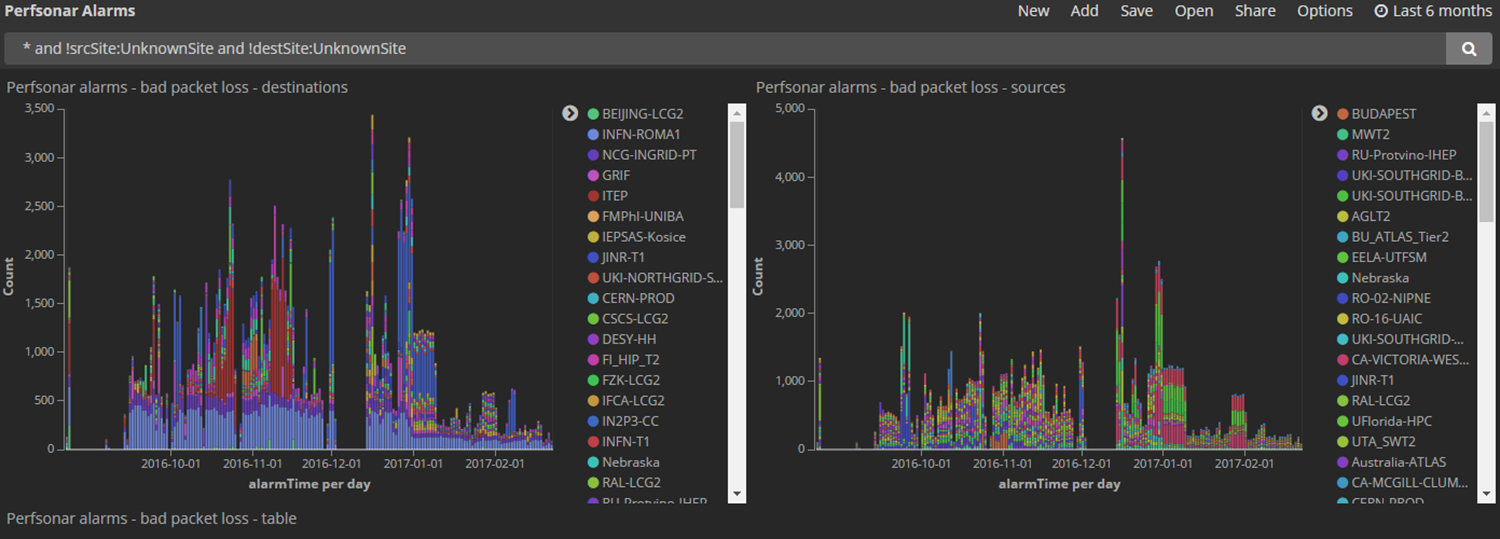 Perfsonar Alarms
New Add Save Open Share Options Last 6 months
* and !srcSite:UnknownSite and !destSite:UnknownSite
Perfsonar alarms - bad packet loss - destinations
3,500
3,000
2,500
2,000
1,500
1,000
500
0
Count
2016-10-01 2016-11-01 2016-12-01 2017-01-01 2017-02-01
alarmTime per day
BEIJING-LCG2
INFN-ROMA1
NCG-INGRID-PT
GRIF
ITEP
FMPhI-UNIBA
IEPSAS-Kosice
JINR-T1
UKI-NORTHGRID-S...
CERN-PROD
CSCS-LCG2
DESY-HH
FI_HIP_T2
FZK-LCG2
IFCA-LCG2
IN2P3-CC
INFN-T1
Nebraska
RAL-LCG2
RU-Protvino-IHEP
Perfsonar alarms - bad packet loss - sources
5,000
4,000
3,000
2,000
1,000
0
Count
2016-10-01 2016-11-01 2016-12-01 2017-01-01 2017-02-01
alarmTime per day
BUDAPEST
MWT2
RU-Protvino-IHEP
UKI-SOUTHGRID-B...
UKI-SOUTHGRID-B...
AGLT2
BU_ATLAS_Tier2
EELA-UTFSM
Nebraska
RO-02-NIPNE
RO-16-UAIC
UKI-SOUTHGRID-...
CA-VICTORIA-WES...
JINR-T1
RAL-LCG2
UFlorida-HPC
UTA_SWT2
Australia-ATLAS
CA-MCGILL-CLUM...
CERN-PROD
Perfsonar alarms - bad packet loss - table